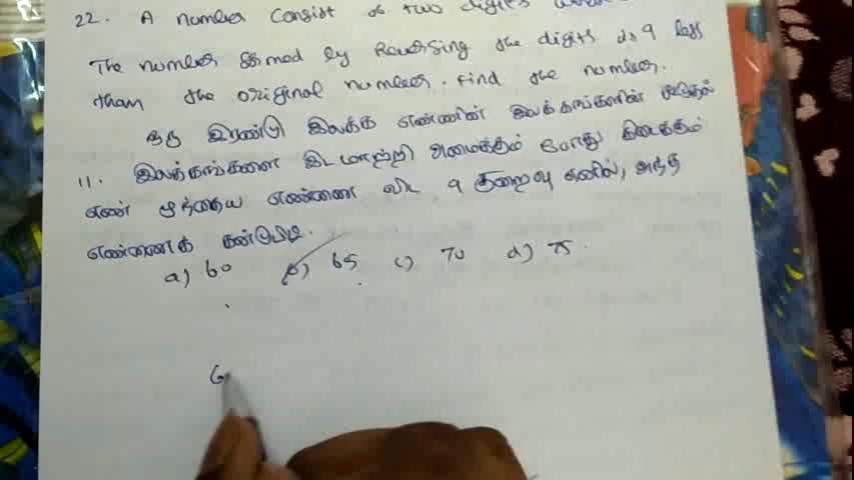 22. A number consist of two digits
The number formed by Reversing the digits is 9 less
than the original number. Find the number.
ஒரு இரண்டு இலக்க எண்ணின் இலக்கங்களின் கூடுதல்
11. இலக்கங்களை இடமாற்றி அமைக்கும் போது கிடைக்கும்
எண் முந்தைய எண்ணை விட 9 குறைவு எனில், அந்த
எண்ணைக் கண்டுபிடி.
a) 60 b) 65 c) 70 d) 75.